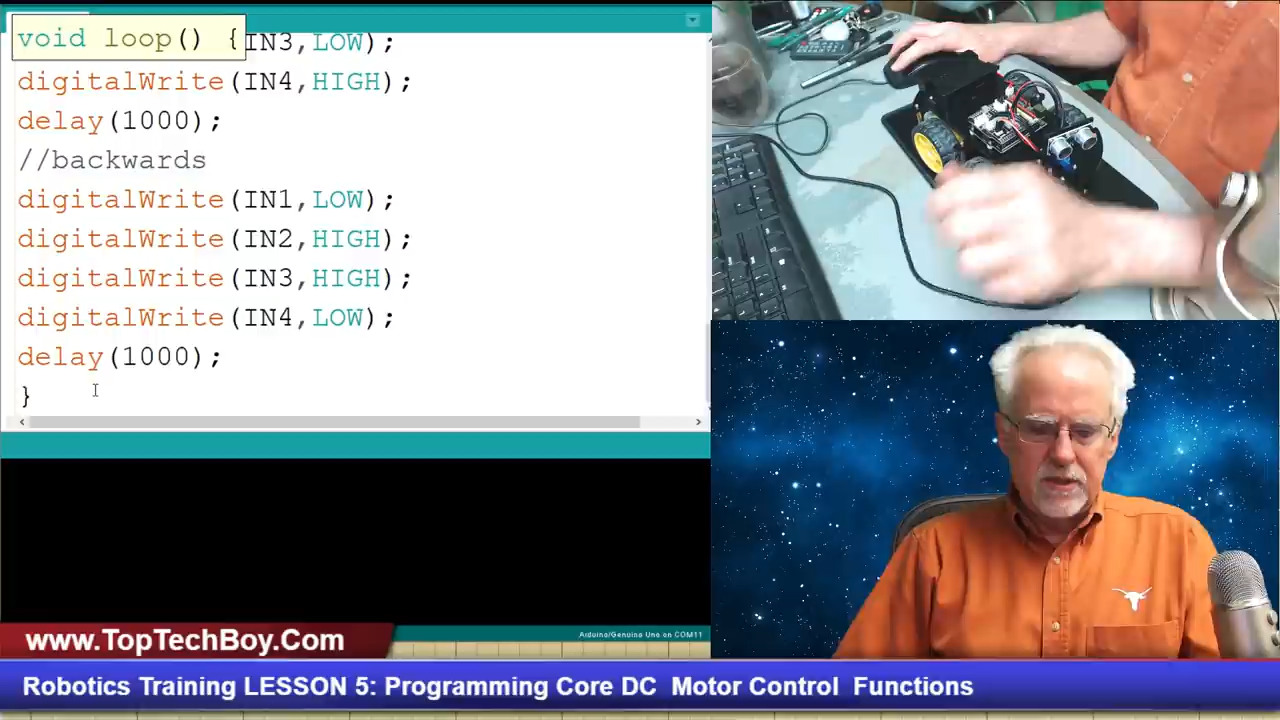 void loop() { IN3,LOW);
digitalWrite(IN4,HIGH);
delay(1000);
//backwards
digitalWrite(IN1,LOW);
digitalWrite(IN2,HIGH);
digitalWrite(IN3,HIGH);
digitalWrite(IN4,LOW);
delay(1000);
}
Arduino/Genuino Uno on COM11
www.TopTechBoy.Com
Robotics Training LESSON 5: Programming Core DC Motor Control Functions